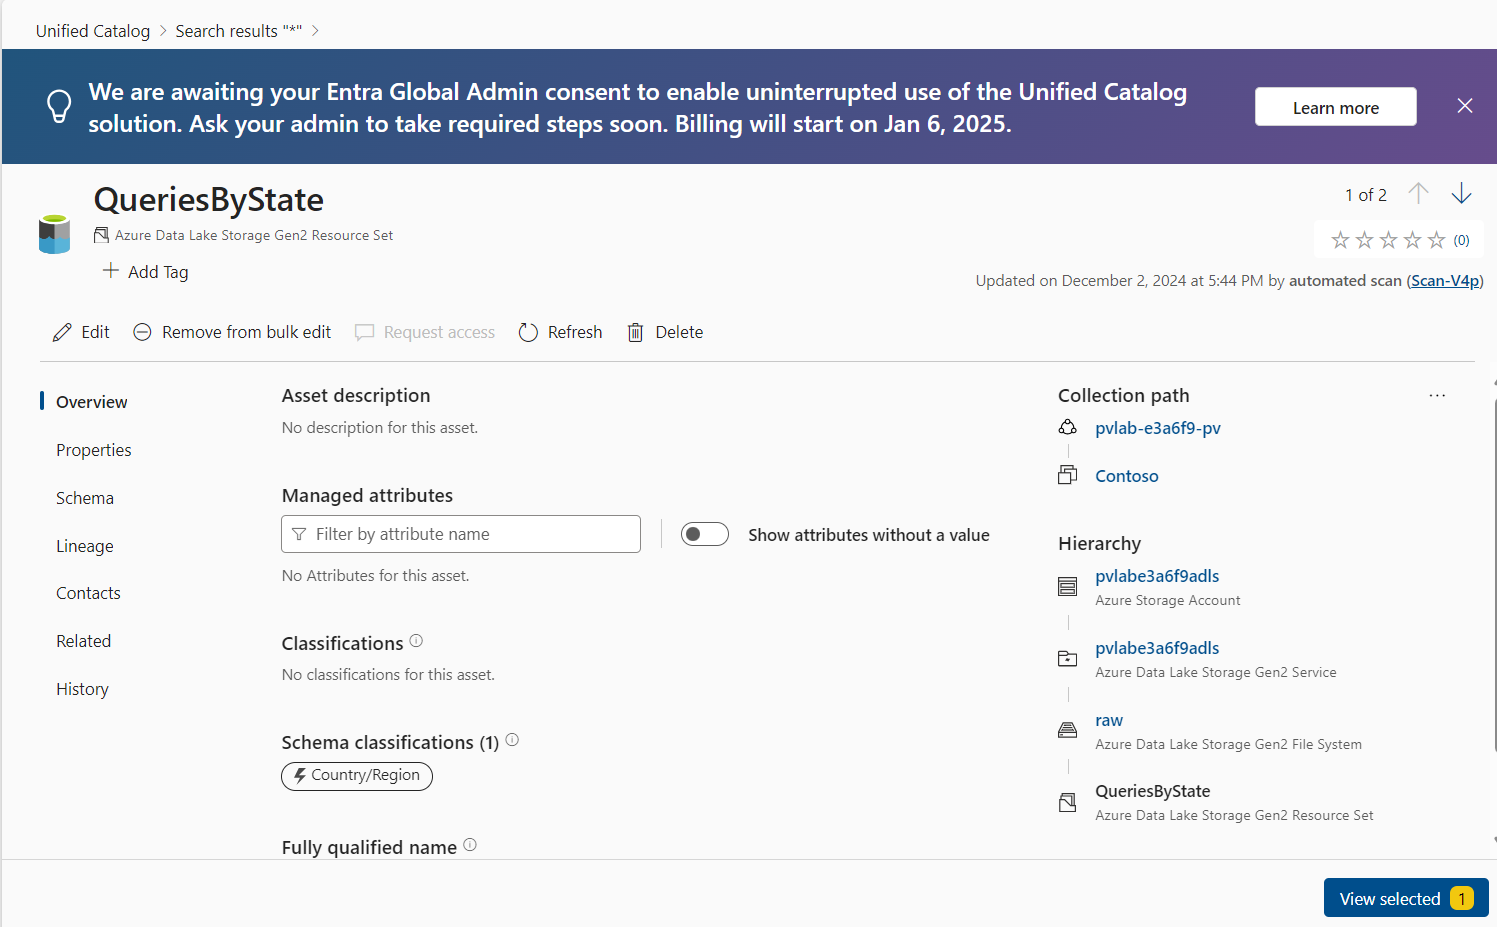 Unified Catalog > Search results "*" >
We are awaiting your Entra Global Admin consent to enable uninterrupted use of the Unified Catalog
solution. Ask your admin to take required steps soon. Billing will start on Jan 6, 2025.
Learn more
QueriesByState
Azure Data Lake Storage Gen2 Resource Set
Add Tag
1 of 2
(0)
Updated on December 2, 2024 at 5:44 PM by automated scan (Scan-V4p)
Edit
Remove from bulk edit
Request access
Refresh
Delete
Overview
Properties
Schema
Lineage
Contacts
Related
History
Asset description
No description for this asset.
Managed attributes
Filter by attribute name
Show attributes without a value
No Attributes for this asset.
Classifications
No classifications for this asset.
Schema classifications (1)
Country/Region
Fully qualified name
Collection path
...
pvlab-e3a6f9-pv
Contoso
Hierarchy
pvlabe3a6f9adls
Azure Storage Account
pvlabe3a6f9adls
Azure Data Lake Storage Gen2 Service
raw
Azure Data Lake Storage Gen2 File System
QueriesByState
Azure Data Lake Storage Gen2 Resource Set
View selected 1